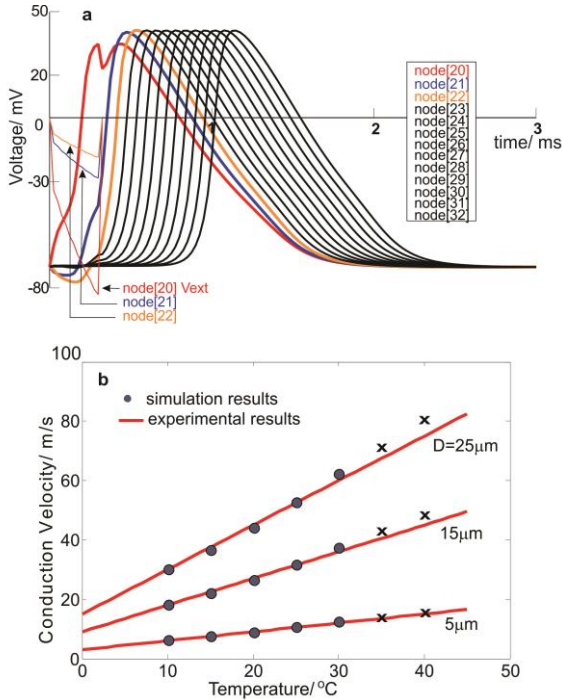 50
a
20
0
-30
-80
Voltage/ mV
1
2
3
time/ ms
node[20]
node[21]
node[22]
node[23]
node[24]
node[25]
node[26]
node[27]
node[28]
node[29]
node[30]
node[31]
node[32]
node[20] Vext
node[21]
node[22]
100
b
simulation results
experimental results
80
60
40
20
0
Conduction Velocity/ m/s
D=25μm
15μm
5μm
0 10 20 30 40 50
Temperature/ °C